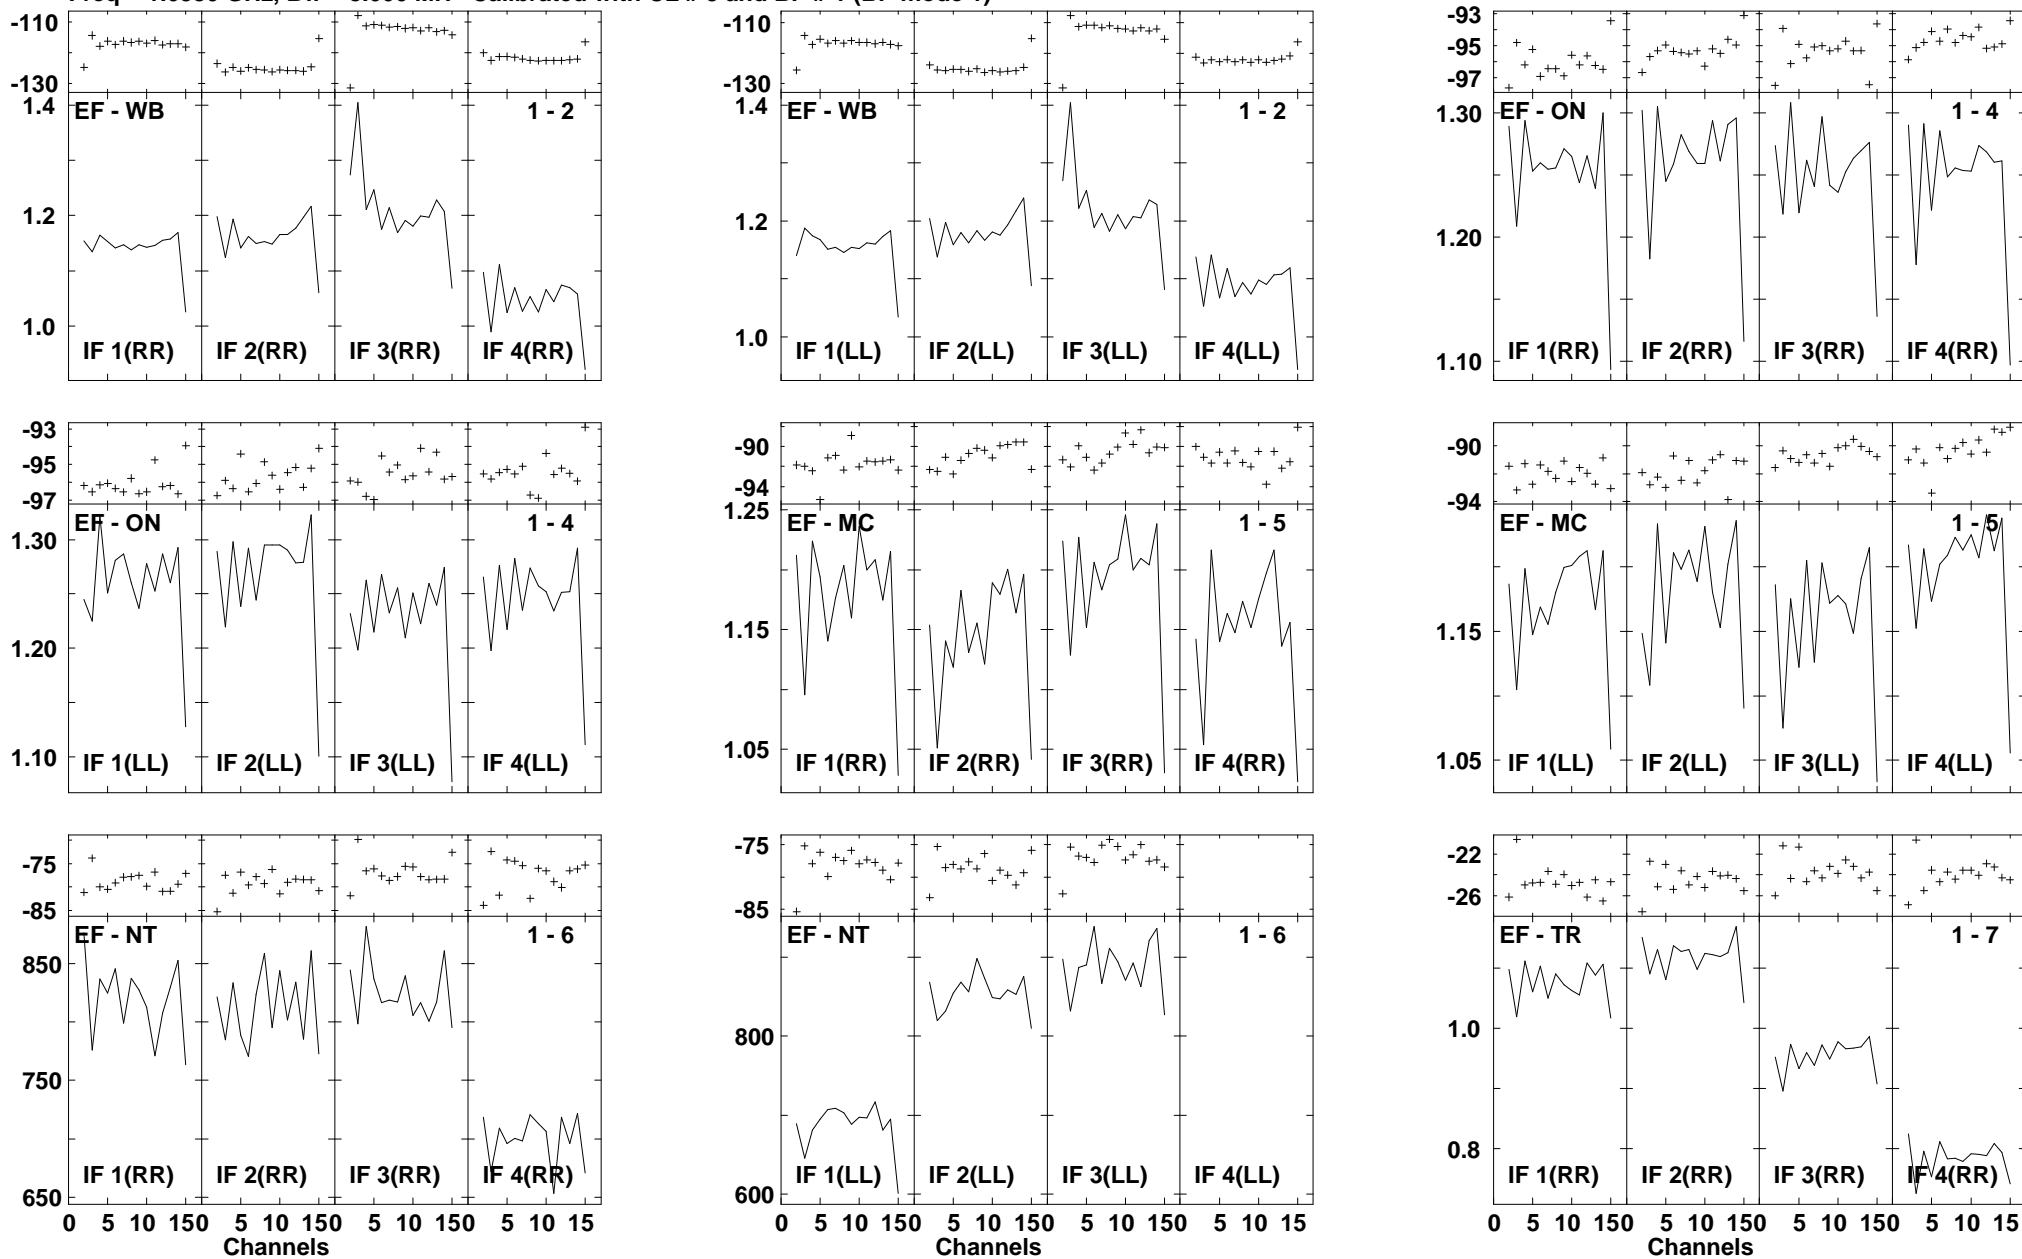 -110
-130
1.4
1.2
1.0
EF - WB
1 - 2
IF 1(RR)
IF 2(RR)
IF 3(RR)
IF 4(RR)
-110
-130
1.4
1.2
1.0
EF - WB
1 - 2
IF 1(LL)
IF 2(LL)
IF 3(LL)
IF 4(LL)
-93
-95
-97
1.30
1.20
1.10
EF - ON
1 - 4
IF 1(RR)
IF 2(RR)
IF 3(RR)
IF 4(RR)
-93
-95
-97
1.30
1.20
1.10
EF - ON
1 - 4
IF 1(LL)
IF 2(LL)
IF 3(LL)
IF 4(LL)
-90
-94
1.25
1.15
1.05
EF - MC
1 - 5
IF 1(RR)
IF 2(RR)
IF 3(RR)
IF 4(RR)
-90
-94
1.15
1.05
EF - MC
1 - 5
IF 1(LL)
IF 2(LL)
IF 3(LL)
IF 4(LL)
-75
-85
850
750
650
EF - NT
1 - 6
IF 1(RR)
IF 2(RR)
IF 3(RR)
IF 4(RR)
0 5 10 150 5 10 150 5 10 150 5 10 15
Channels
-75
-85
800
600
EF - NT
1 - 6
IF 1(LL)
IF 2(LL)
IF 3(LL)
IF 4(LL)
0 5 10 150 5 10 150 5 10 150 5 10 15
Channels
-22
-26
1.0
0.8
EF - TR
1 - 7
IF 1(RR)
IF 2(RR)
IF 3(RR)
IF 4(RR)
0 5 10 150 5 10 150 5 10 150 5 10 15
Channels